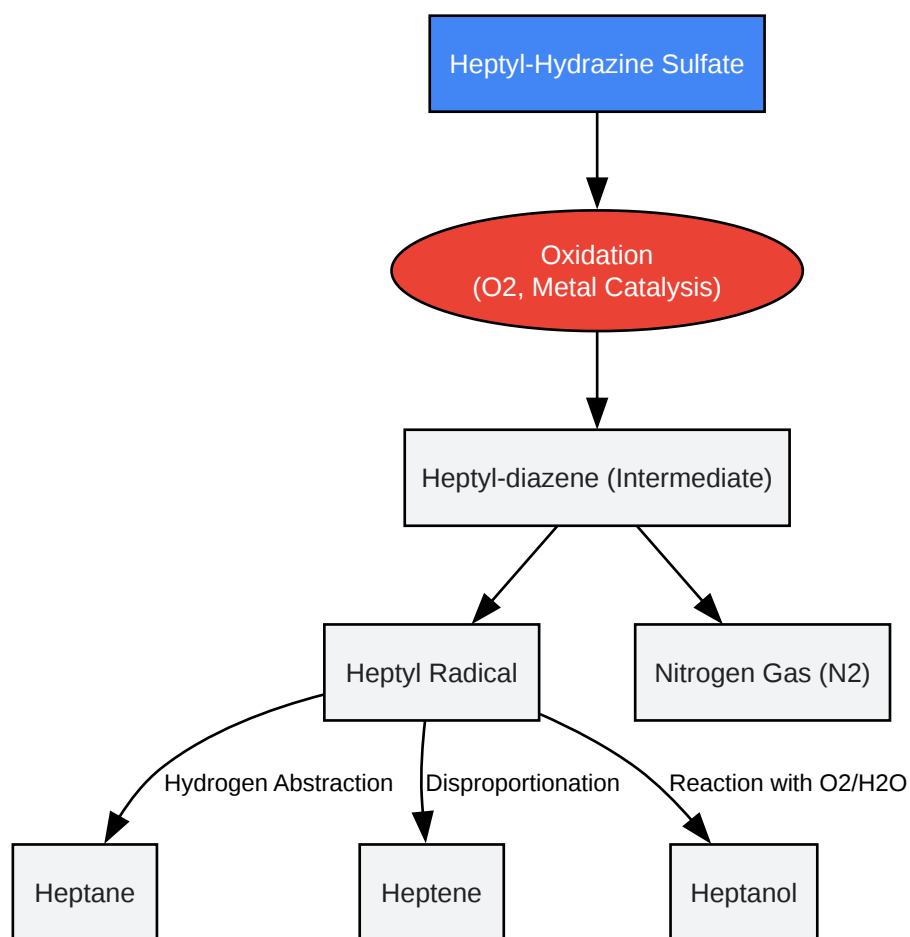 Heptyl-Hydrazine Sulfate
Oxidation
(O2, Metal Catalysis)
Heptyl-diazene (Intermediate)
Heptyl Radical
Nitrogen Gas (N2)
Hydrogen Abstraction
Disproportionation
Reaction with O2/H2O
Heptane
Heptene
Heptanol